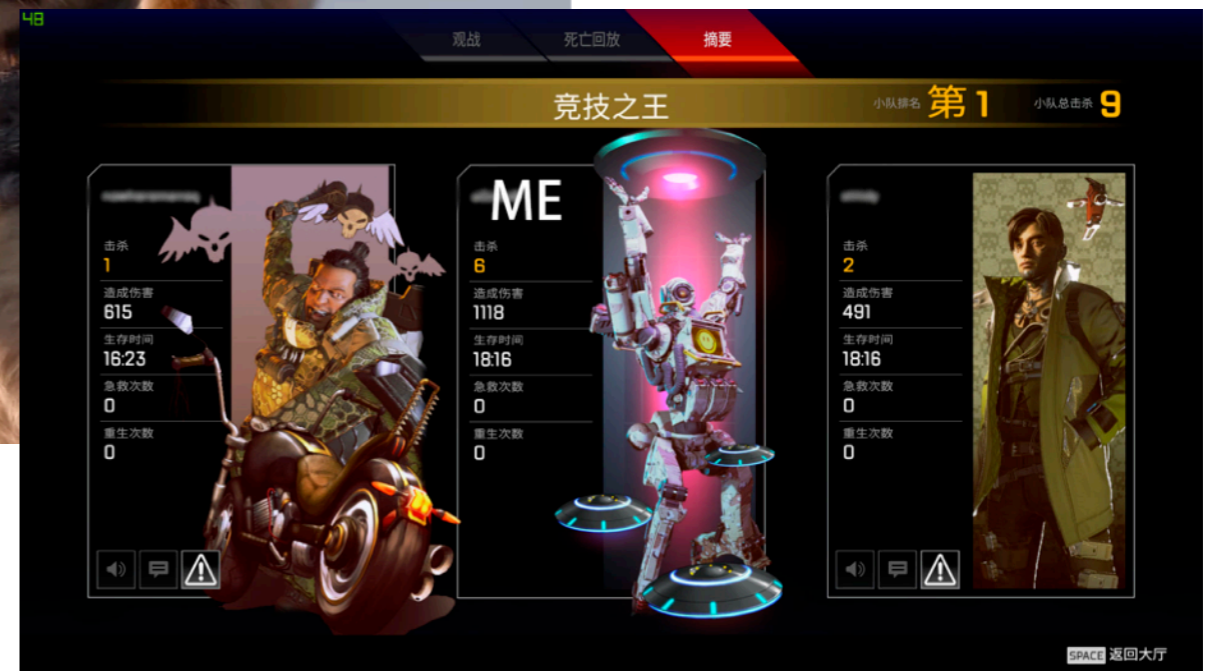 48
观战 死亡回放 摘要
竞技之王 小队排名 第1 小队总击杀 9
ME
击杀
1
造成伤害
615
生存时间
16:23
急救次数
0
重生次数
0
击杀
6
造成伤害
1118
生存时间
18:16
急救次数
0
重生次数
0
击杀
2
造成伤害
491
生存时间
18:16
急救次数
0
重生次数
0
SPACE 返回大厅